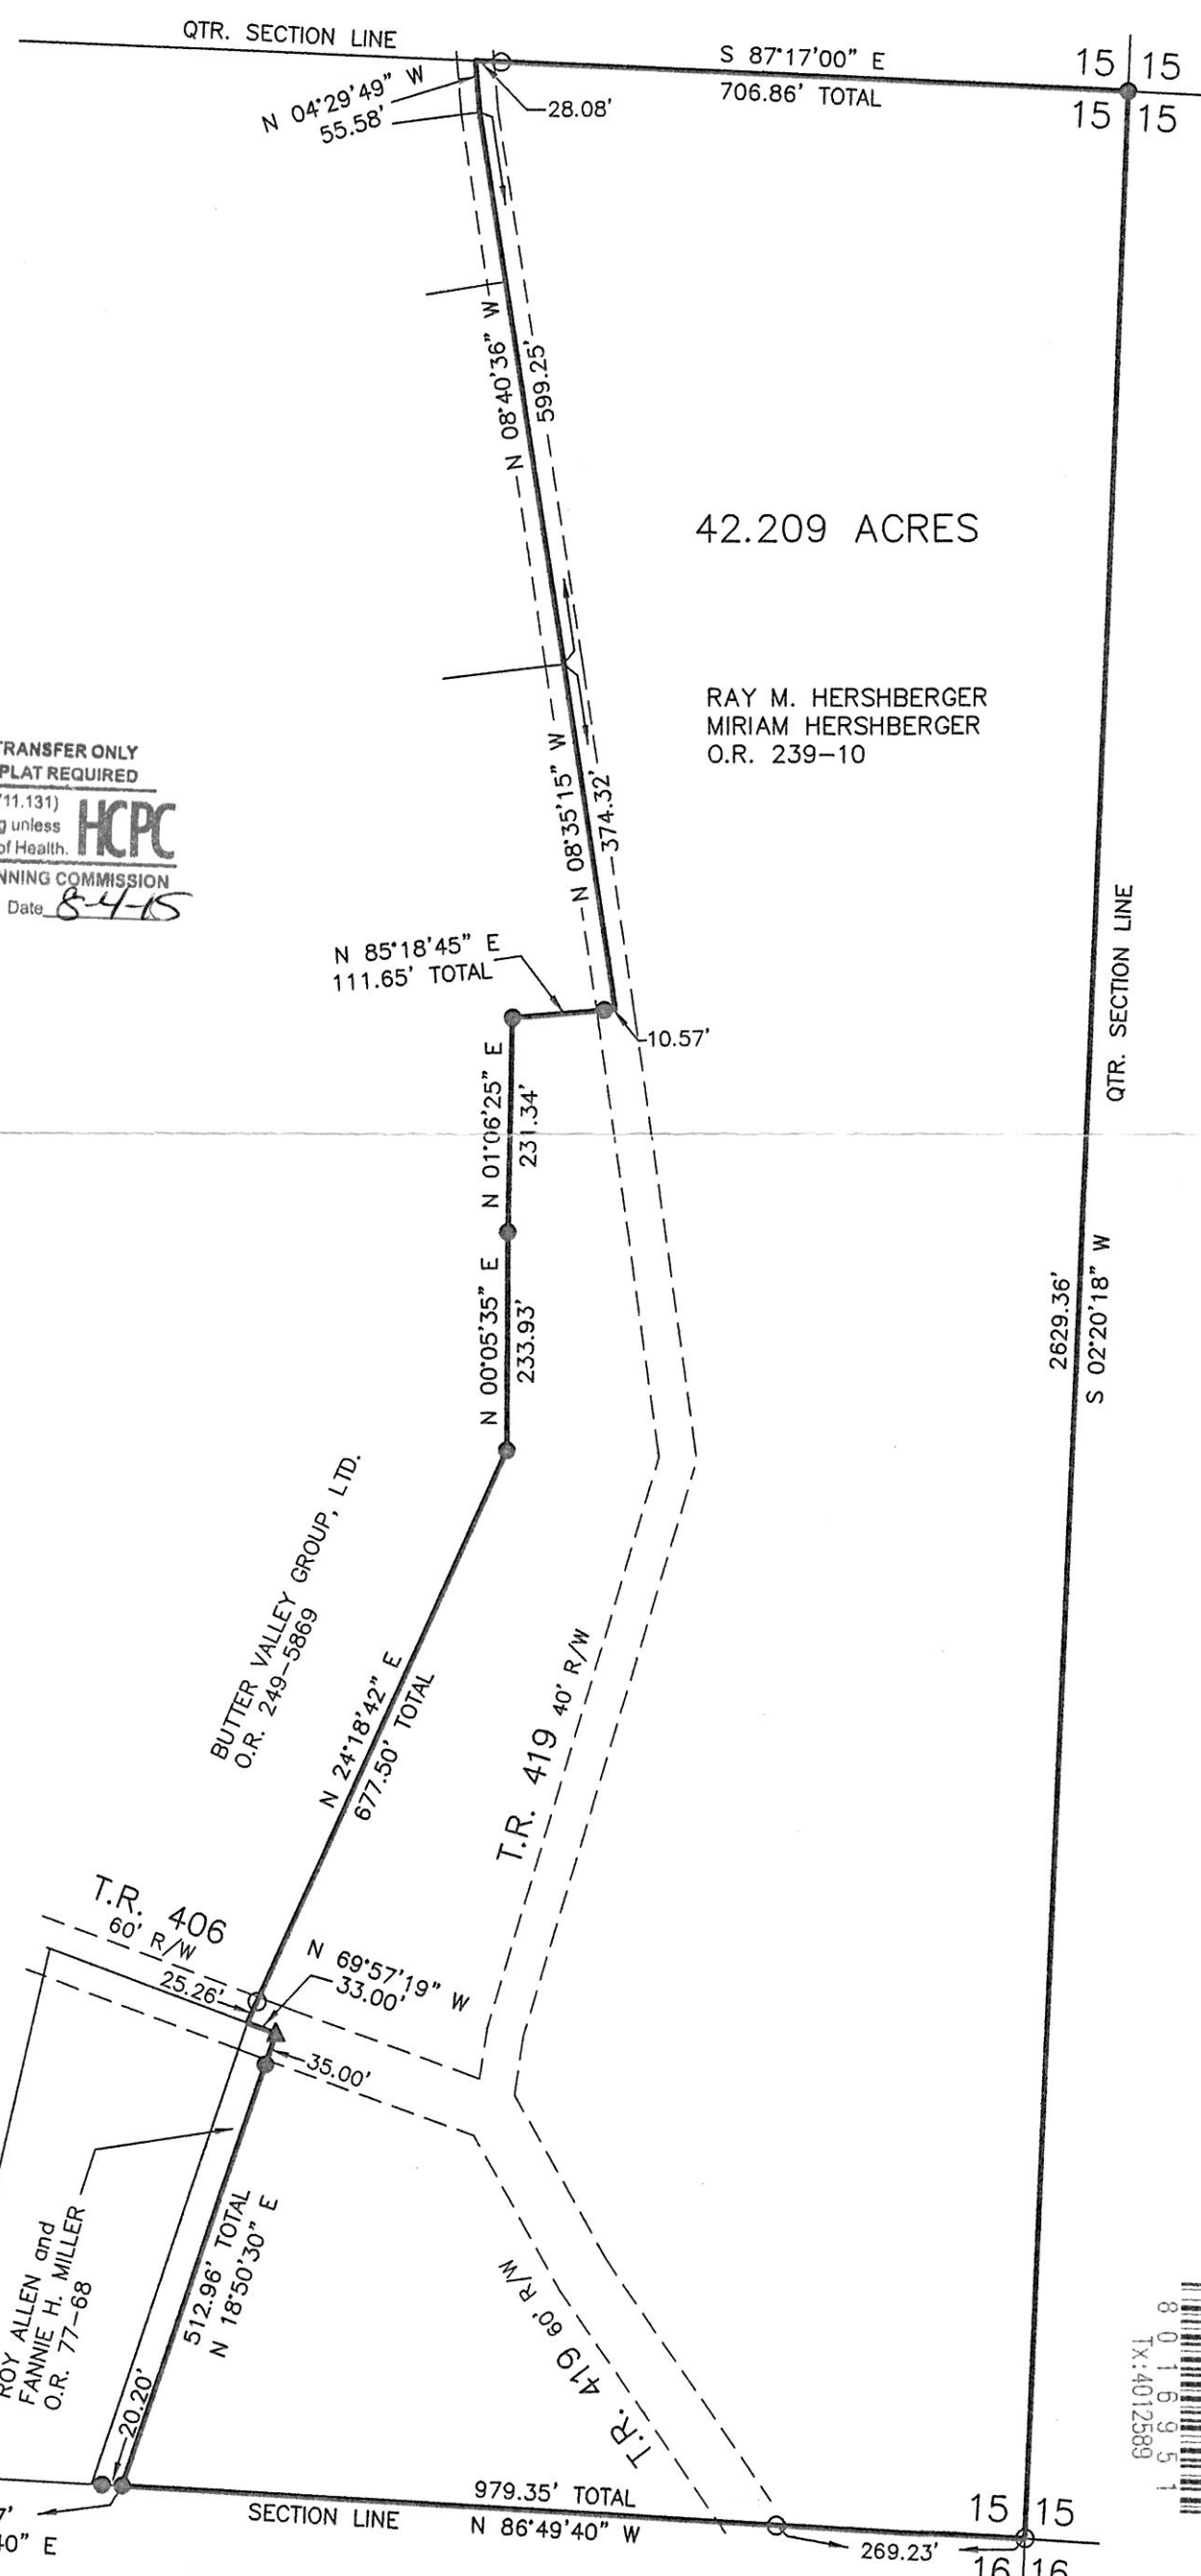 QTR. SECTION LINE
S 87°17'00" E
706.86' TOTAL
15 15
15 15
N 04°29'49" W
55.58'
28.08'
N 08°40'36" W
599.25'
42.209 ACRES
RAY M. HERSHBERGER
MIRIAM HERSHBERGER
O.R. 239-10
TRANSFER ONLY
PLAT REQUIRED
711.131)
unless
of Health.
HCPC
NNING COMMISSION
Date 8-4-15
N 08°35'15" W
374.32'
N 85°18'45" E
111.65' TOTAL
10.57'
QTR. SECTION LINE
N 01°06'25" E
231.34'
N 00°05'35" E
233.93'
2629.36'
S 02°20'18" W
BUTTER VALLEY GROUP, LTD.
O.R. 249-5869
N 24°18'42" E
677.50' TOTAL
T.R. 419 40' R/W
T.R. 406
60' R/W
25.26'
N 69°57'19" W
33.00'
35.00'
ROY ALLEN and
FANNIE H. MILLER
O.R. 77-68
512.96' TOTAL
N 18°50'30" E
T.R. 419 60' R/W
20.20'
979.35' TOTAL
SECTION LINE
N 86°49'40" W
269.23'
15 15
16 16
7'
40" E
8016951
Tx:4012589